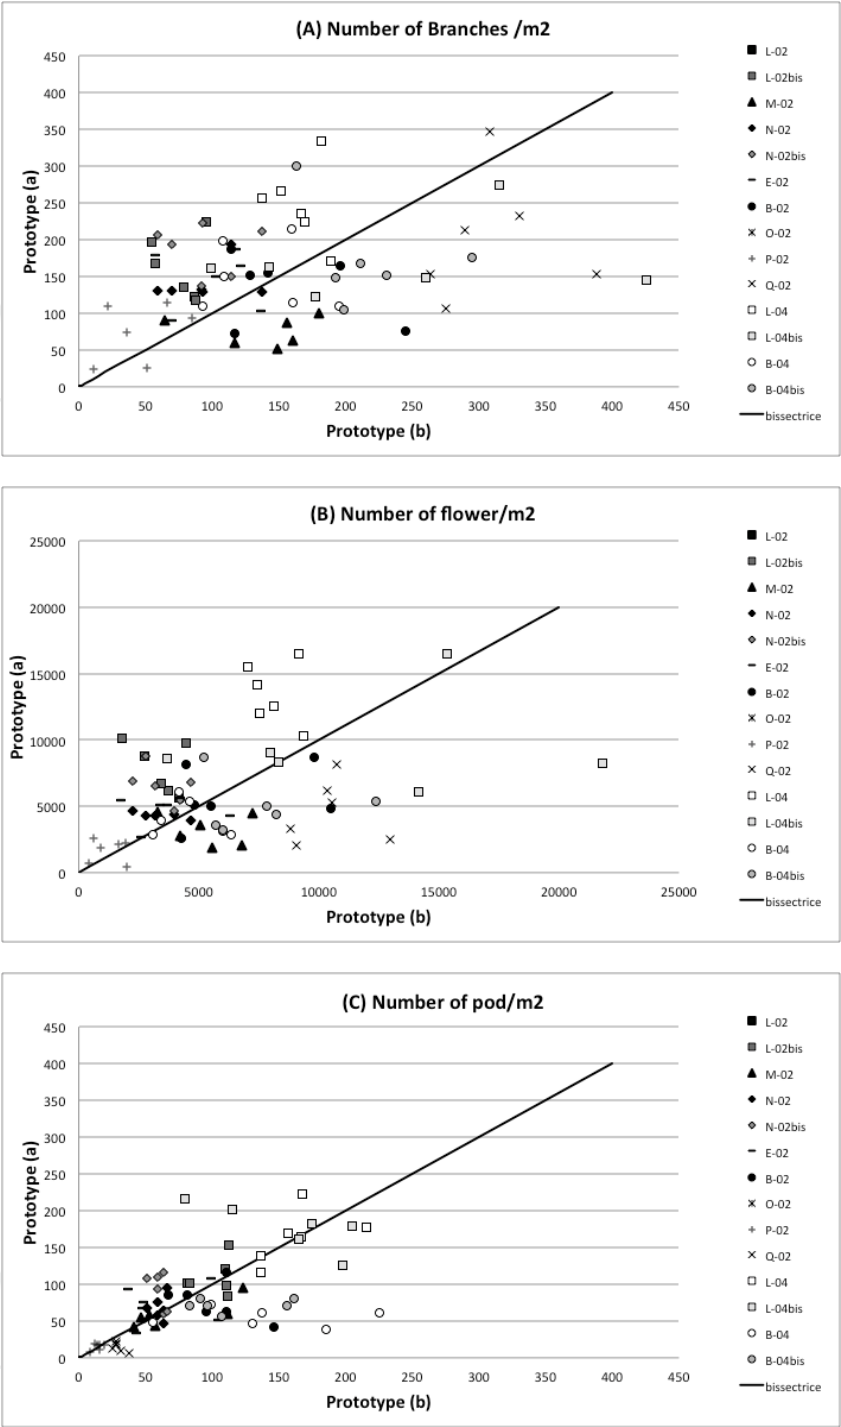 (A) Number of Branches /m2
450
400
350
300
250
200
150
100
50
0
Prototype (a)
0 50 100 150 200 250 300 350 400 450
Prototype (b)
L-02
L-02bis
M-02
N-02
N-02bis
E-02
B-02
O-02
P-02
Q-02
L-04
L-04bis
B-04
B-04bis
bissectrice
(B) Number of flower/m2
25000
20000
15000
10000
5000
0
Prototype (a)
0 5000 10000 15000 20000 25000
Prototype (b)
L-02
L-02bis
M-02
N-02
N-02bis
E-02
B-02
O-02
P-02
Q-02
L-04
L-04bis
B-04
B-04bis
bissectrice
(C) Number of pod/m2
450
400
350
300
250
200
150
100
50
0
Prototype (a)
0 50 100 150 200 250 300 350 400 450
Prototype (b)
L-02
L-02bis
M-02
N-02
N-02bis
E-02
B-02
O-02
P-02
Q-02
L-04
L-04bis
B-04
B-04bis
bissectrice